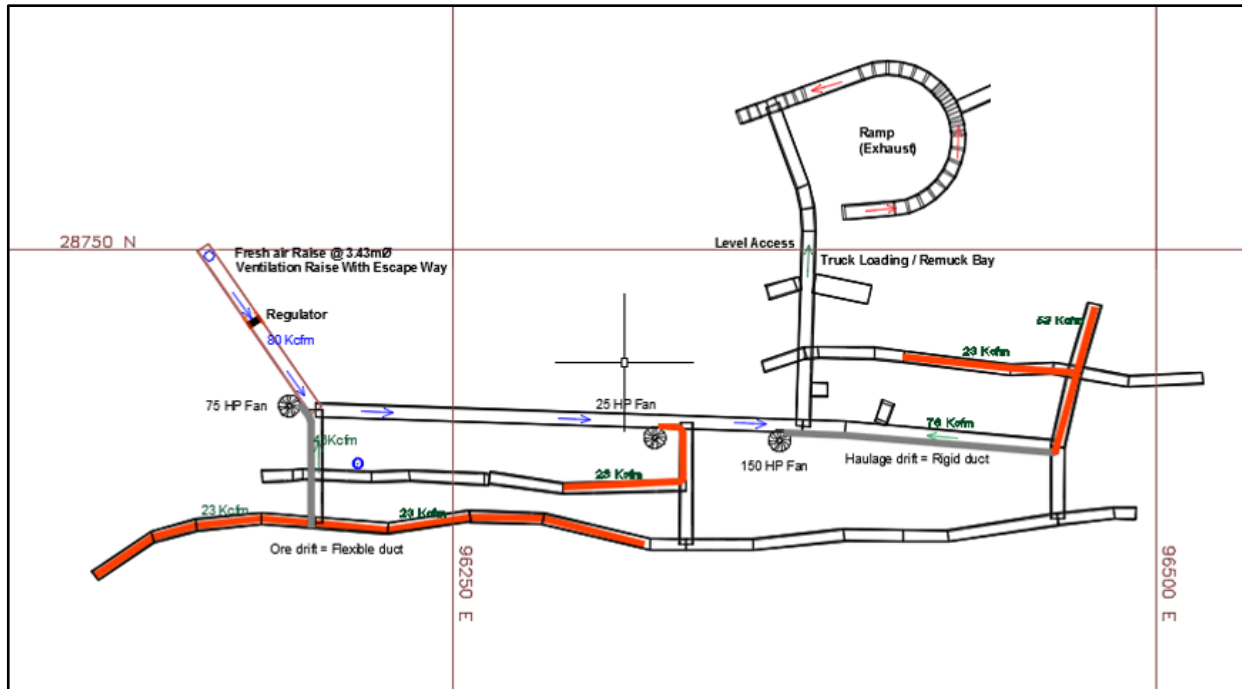 Ramp
(Exhaust)
28750 N
Level Access
Fresh air Raise @ 3.43mØ
Ventilation Raise With Escape Way
Truck Loading / Remuck Bay
Regulator
80 Kcfm
23 Kcfm
75 HP Fan
25 HP Fan
76 Kcfm
Haulage drift = Rigid duct
150 HP Fan
23 Kcfm
23 Kcfm
23 Kcfm
Ore drift = Flexible duct
96250 E
96500 E